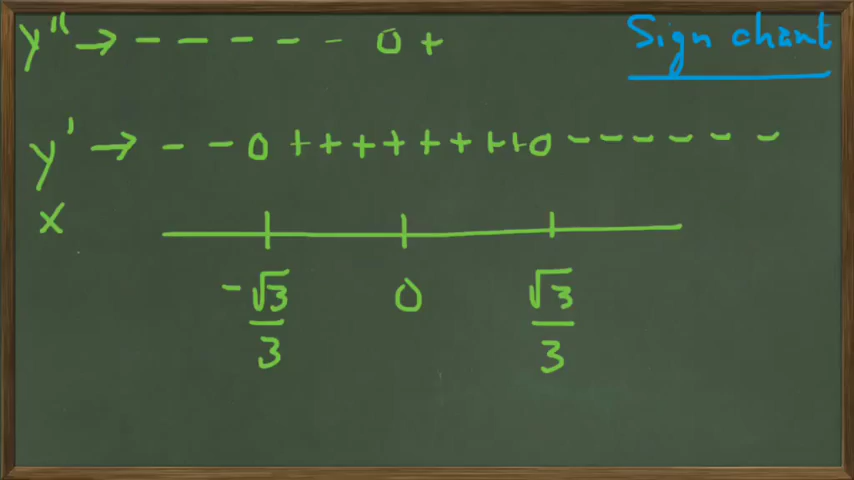 y'' → - - - - - 0 +
Sign chart
y' → - - 0 + + + + + + + + 0 - - - - - -
x
-√3/3 0 √3/3